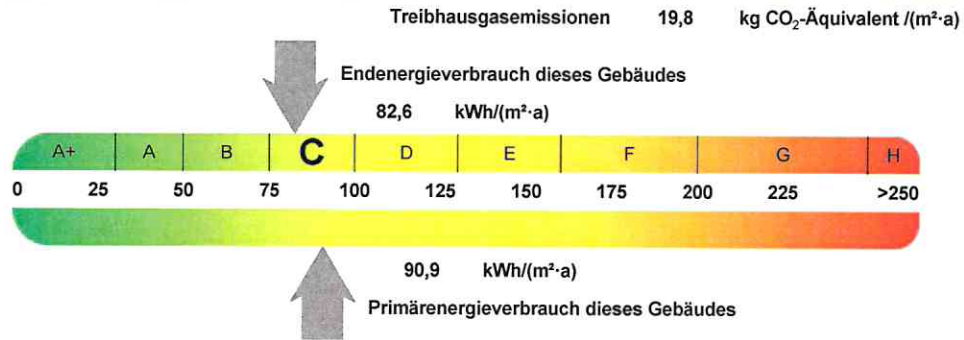 Treibhausgasemissionen 19,8 kg CO₂-Äquivalent /(m²·a)
Endenergieverbrauch dieses Gebäudes
82,6 kWh/(m²·a)
A+ A B C D E F G H
0 25 50 75 100 125 150 175 200 225 >250
90,9 kWh/(m²·a)
Primärenergieverbrauch dieses Gebäudes